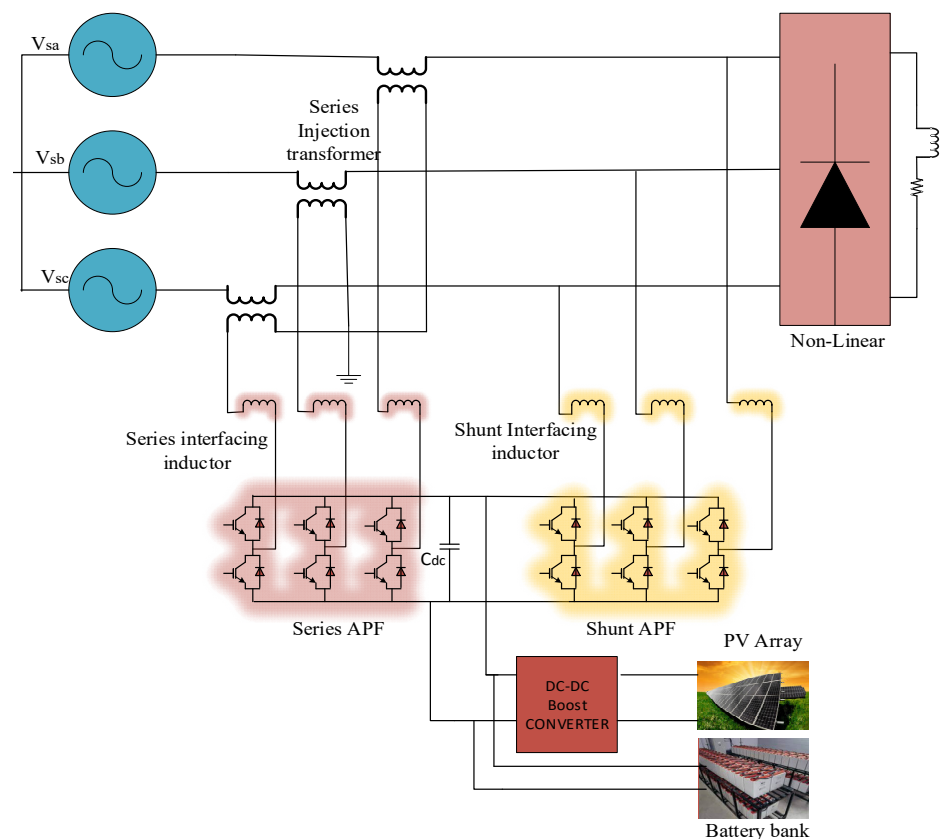 Vsa
Series
Injection
transformer
Vsb
Vsc
Non-Linear
Series interfacing
inductor
Shunt Interfacing
inductor
Cdc
Series APF
Shunt APF
PV Array
DC-DC
Boost
CONVERTER
Battery bank